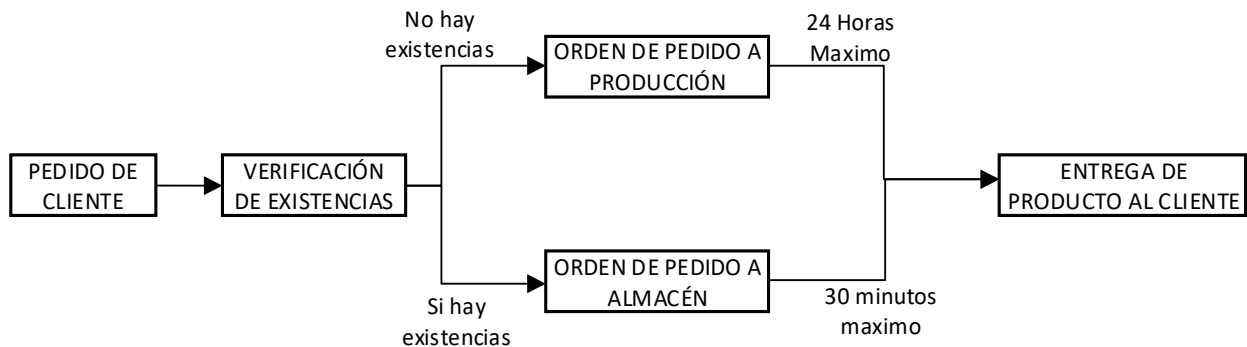 No hay
existencias
ORDEN DE PEDIDO A
PRODUCCIÓN
24 Horas
Maximo
PEDIDO DE
CLIENTE
VERIFICACIÓN
DE EXISTENCIAS
ENTREGA DE
PRODUCTO AL CLIENTE
ORDEN DE PEDIDO A
ALMACÉN
Si hay
existencias
30 minutos
maximo